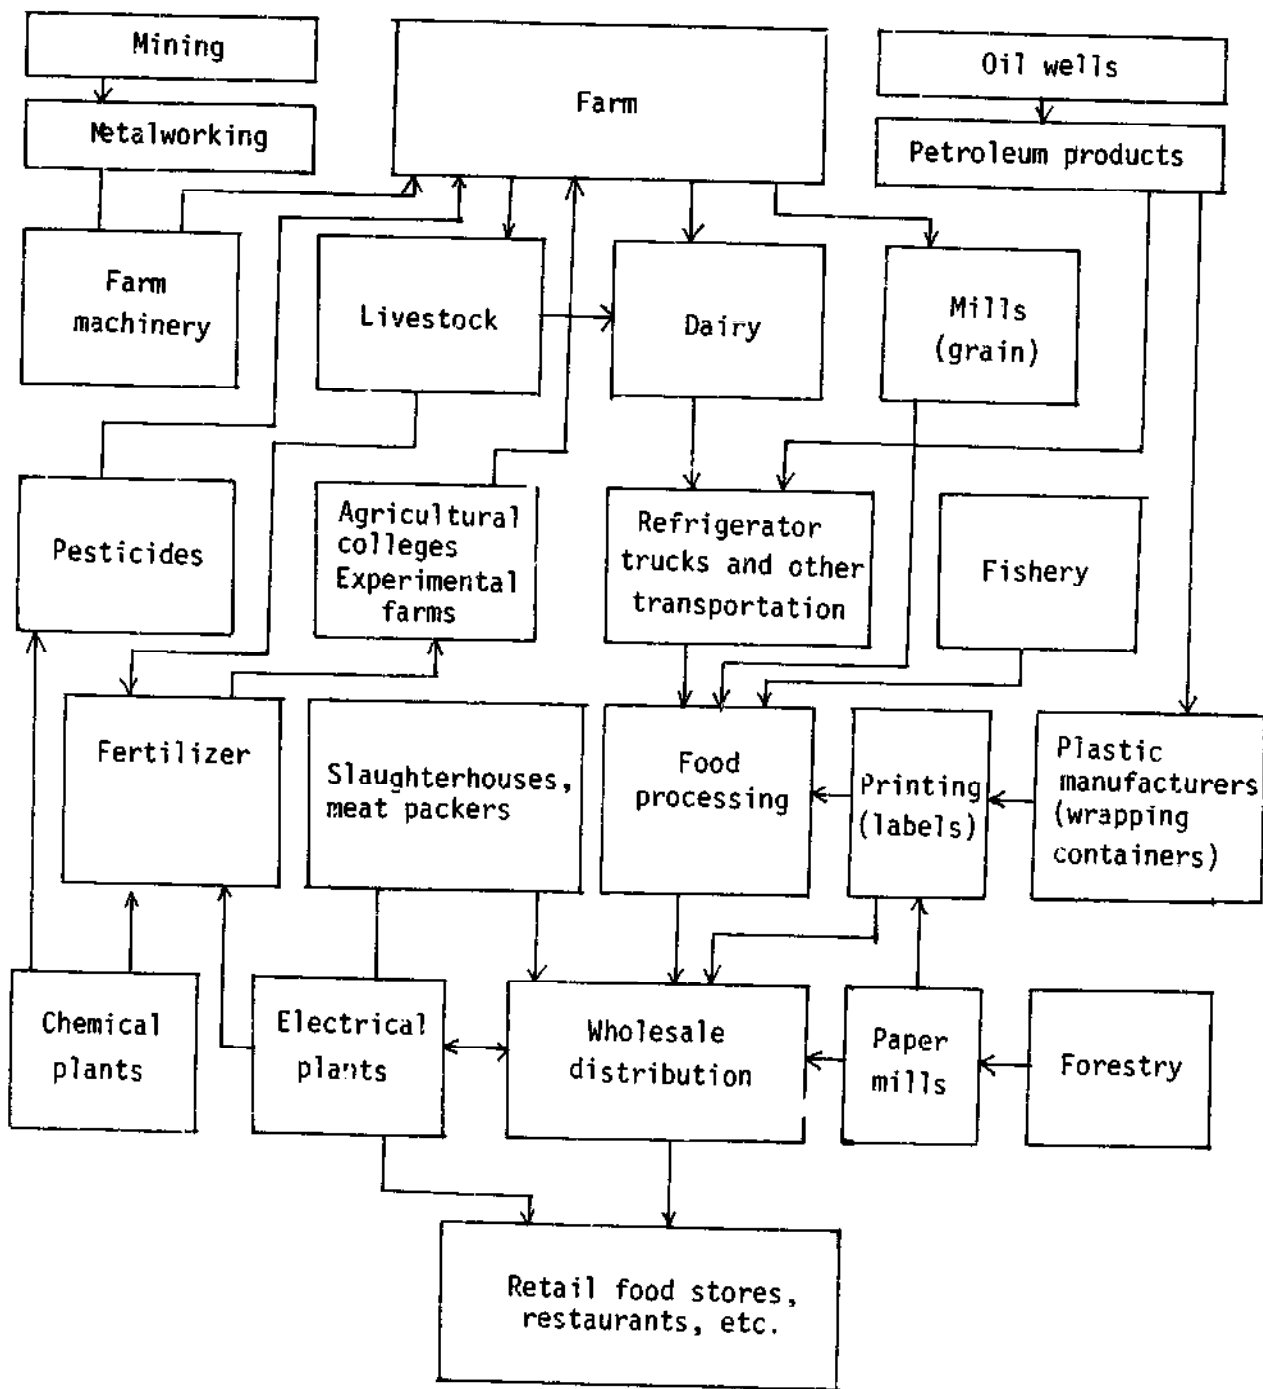 Mining
Farm
Oil wells
Metalworking
Petroleum products
Farm
machinery
Livestock
Dairy
Mills
(grain)
Pesticides
Agricultural
colleges
Experimental
farms
Refrigerator
trucks and other
transportation
Fishery
Fertilizer
Slaughterhouses,
meat packers
Food
processing
Printing
(labels)
Plastic
manufacturers
(wrapping
containers)
Chemical
plants
Electrical
plants
Wholesale
distribution
Paper
mills
Forestry
Retail food stores,
restaurants, etc.